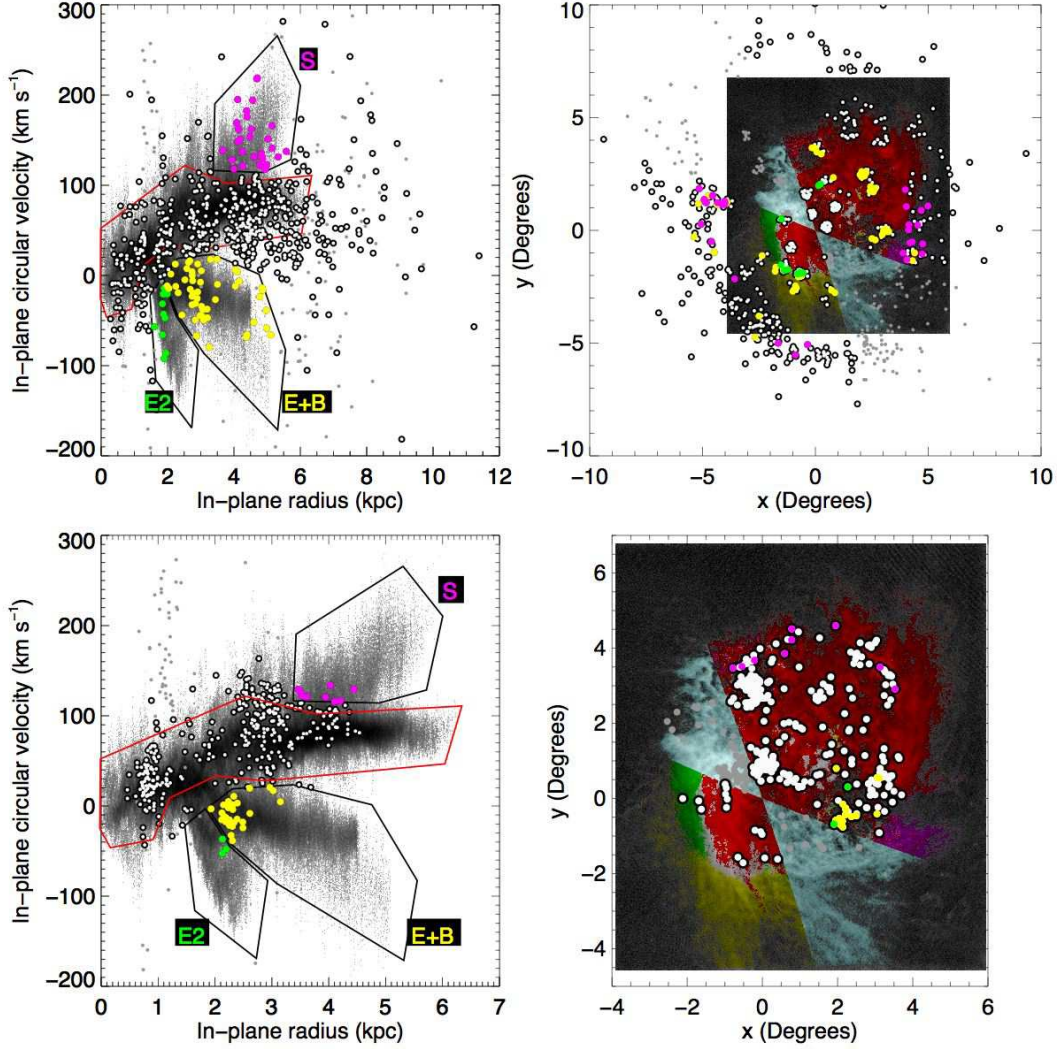 300
200
100
0
−100
−200
In−plane circular velocity (km s⁻¹)
S
E2
E+B
0 2 4 6 8 10 12
In−plane radius (kpc)
10
5
0
−5
−10
y (Degrees)
−10 −5 0 5 10
x (Degrees)
300
200
100
0
−100
−200
In−plane circular velocity (km s⁻¹)
S
E2
E+B
0 1 2 3 4 5 6 7
In−plane radius (kpc)
6
4
2
0
−2
−4
y (Degrees)
−4 −2 0 2 4 6
x (Degrees)